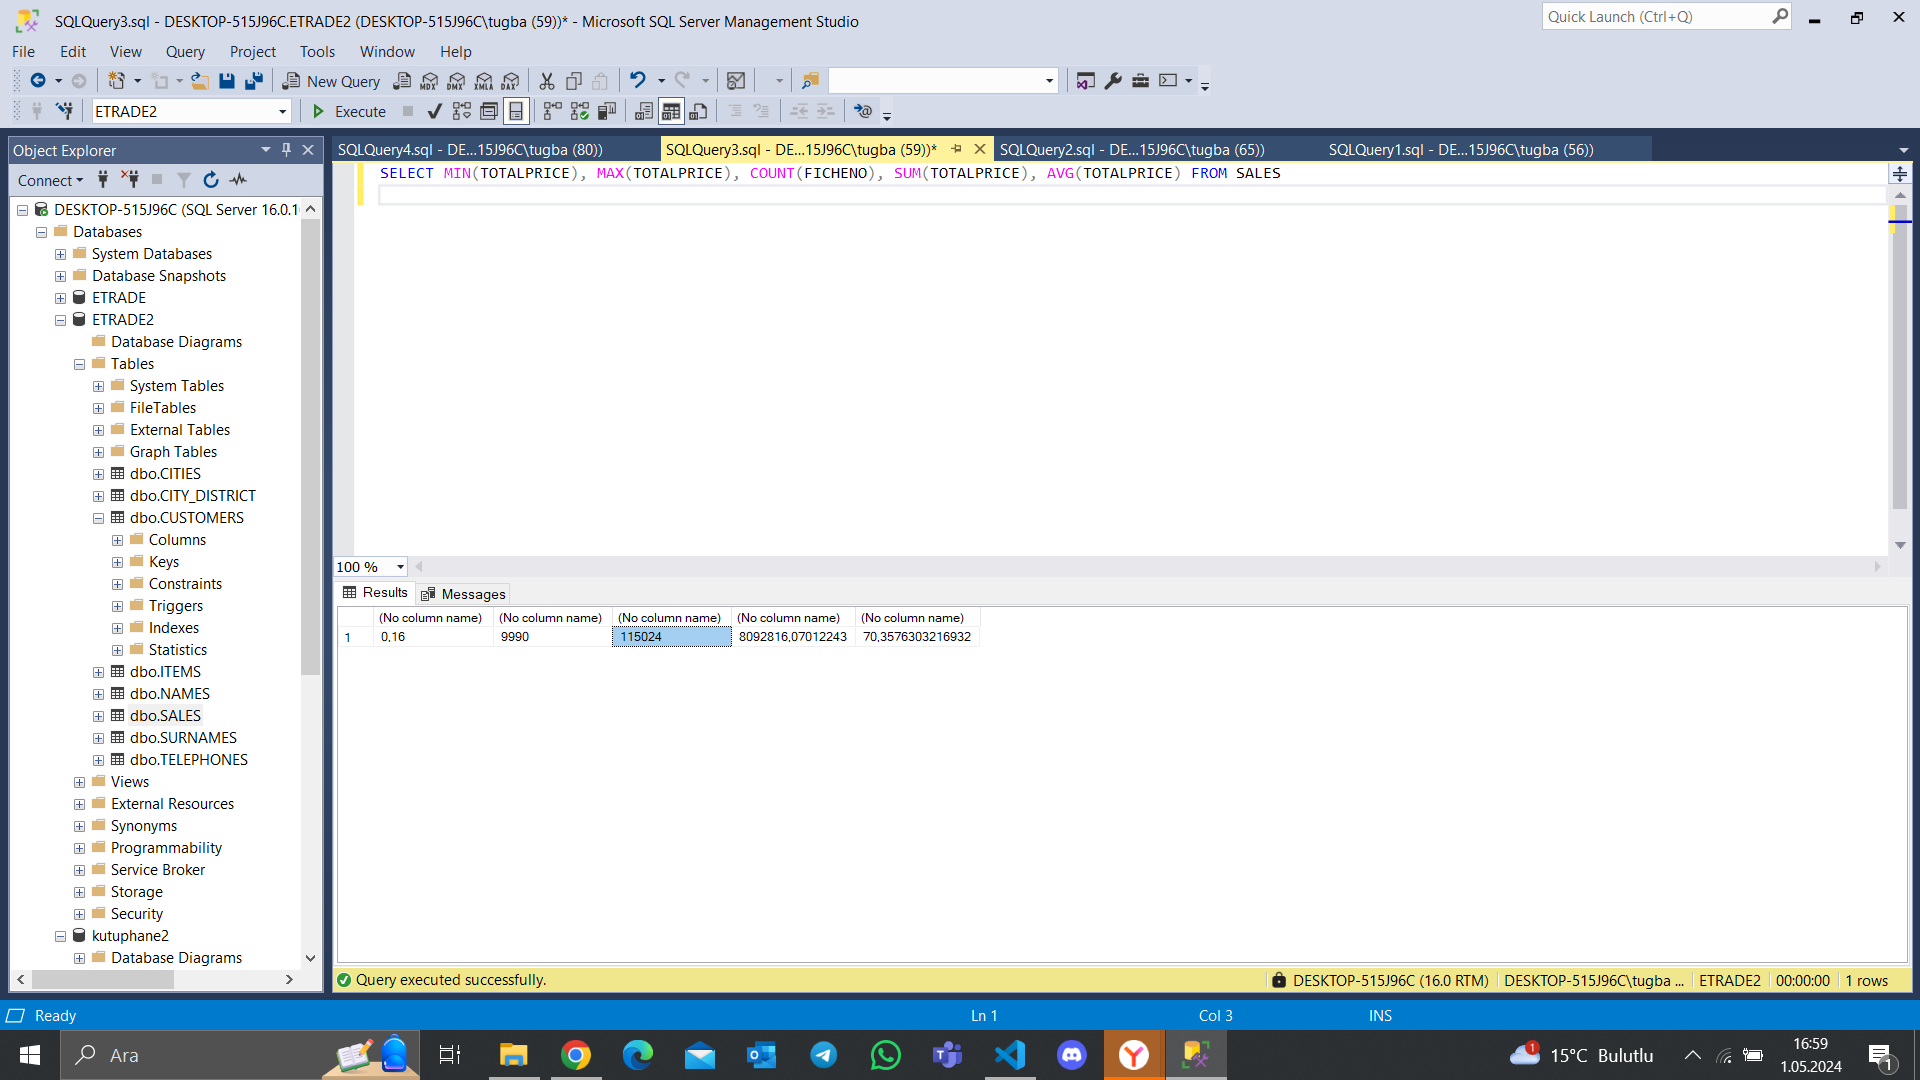 SQLQuery3.sql - DESKTOP-515J96C.ETRADE2 (DESKTOP-515J96C\tugba (59))* - Microsoft SQL Server Management Studio
Quick Launch (Ctrl+Q)
File Edit View Query Project Tools Window Help
New Query MDX DMX XMLA DAX
ETRADE2 Execute
Object Explorer
SQLQuery4.sql - DE...15J96C\tugba (80)) SQLQuery3.sql - DE...15J96C\tugba (59))* SQLQuery2.sql - DE...15J96C\tugba (65)) SQLQuery1.sql - DE...15J96C\tugba (56))
Connect
SELECT MIN(TOTALPRICE), MAX(TOTALPRICE), COUNT(FICHENO), SUM(TOTALPRICE), AVG(TOTALPRICE) FROM SALES
DESKTOP-515J96C (SQL Server 16.0.1
Databases
System Databases
Database Snapshots
ETRADE
ETRADE2
Database Diagrams
Tables
System Tables
FileTables
External Tables
Graph Tables
dbo.CITIES
dbo.CITY_DISTRICT
dbo.CUSTOMERS
Columns
Keys
Constraints
Triggers
Indexes
Statistics
dbo.ITEMS
dbo.NAMES
dbo.SALES
dbo.SURNAMES
dbo.TELEPHONES
Views
External Resources
Synonyms
Programmability
Service Broker
Storage
Security
kutuphane2
Database Diagrams
100 %
Results Messages
(No column name) (No column name) (No column name) (No column name) (No column name)
1 0,16 9990 115024 8092816,07012243 70,3576303216932
Query executed successfully. DESKTOP-515J96C (16.0 RTM) DESKTOP-515J96C\tugba ... ETRADE2 00:00:00 1 rows
Ready Ln 1 Col 3 INS
Ara
1 15°C Bulutlu
16:59
1.05.2024
1